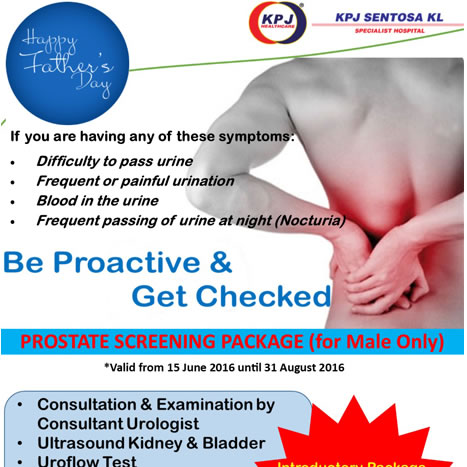 Happy
Father's
Day
KPJ
HEALTHCARE
KPJ SENTOSA KL
SPECIALIST HOSPITAL
If you are having any of these symptoms:
• Difficulty to pass urine
• Frequent or painful urination
• Blood in the urine
• Frequent passing of urine at night (Nocturia)
Be Proactive &
Get Checked
PROSTATE SCREENING PACKAGE (for Male Only)
*Valid from 15 June 2016 until 31 August 2016
• Consultation & Examination by
Consultant Urologist
• Ultrasound Kidney & Bladder
• Uroflow Test
Introductory Package